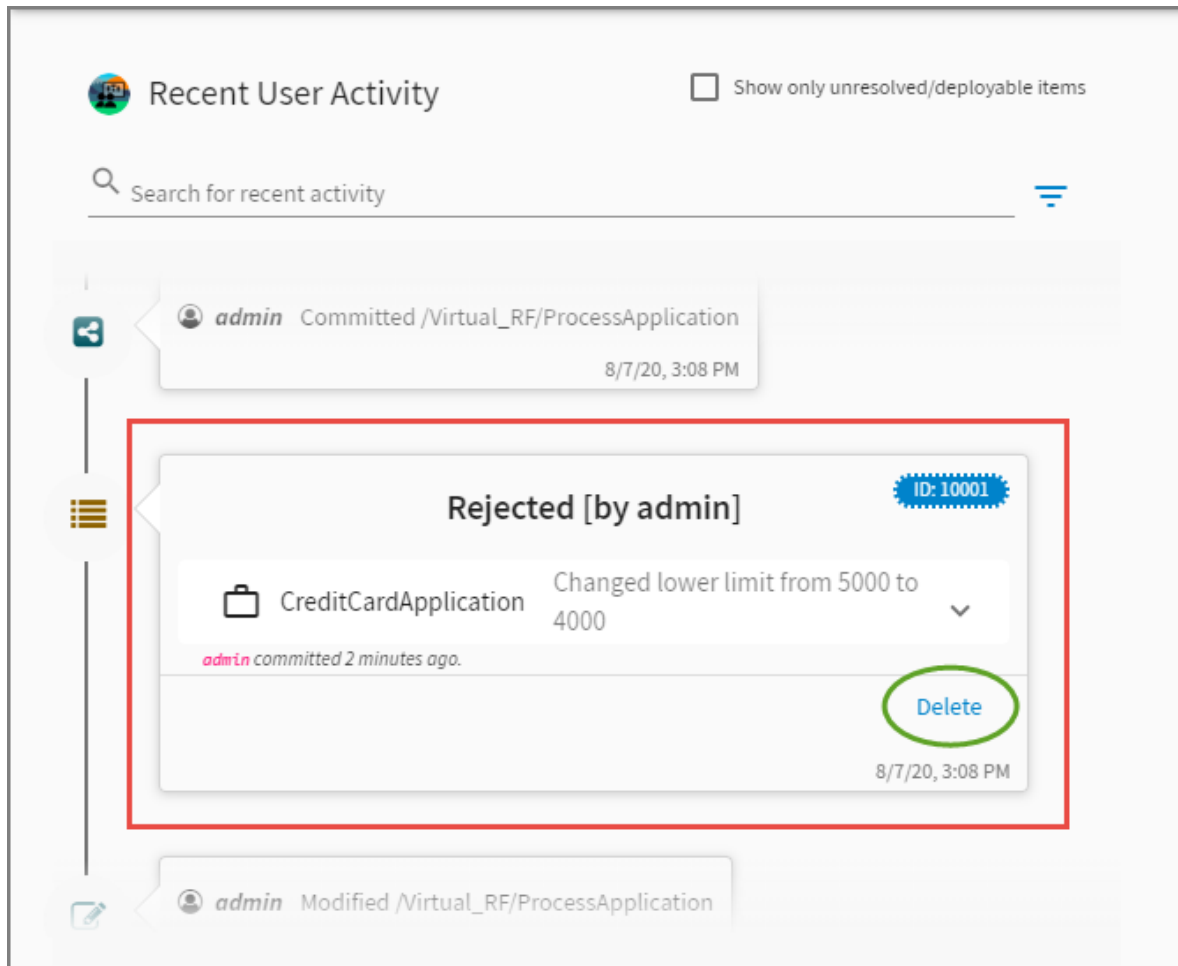 Recent User Activity
Show only unresolved/deployable items
Search for recent activity
admin Committed /Virtual_RF/ProcessApplication
8/7/20, 3:08 PM
Rejected [by admin]
ID: 10001
CreditCardApplication
Changed lower limit from 5000 to
4000
admin committed 2 minutes ago.
Delete
8/7/20, 3:08 PM
admin Modified /Virtual_RF/ProcessApplication